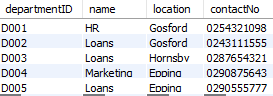 departmentID name location contactNo
D001 HR Gosford 0254321098
D002 Loans Gosford 0243111555
D003 Loans Hornsby 0287654321
D004 Marketing Epping 0290875643
D005 Loans Epping 0290555777